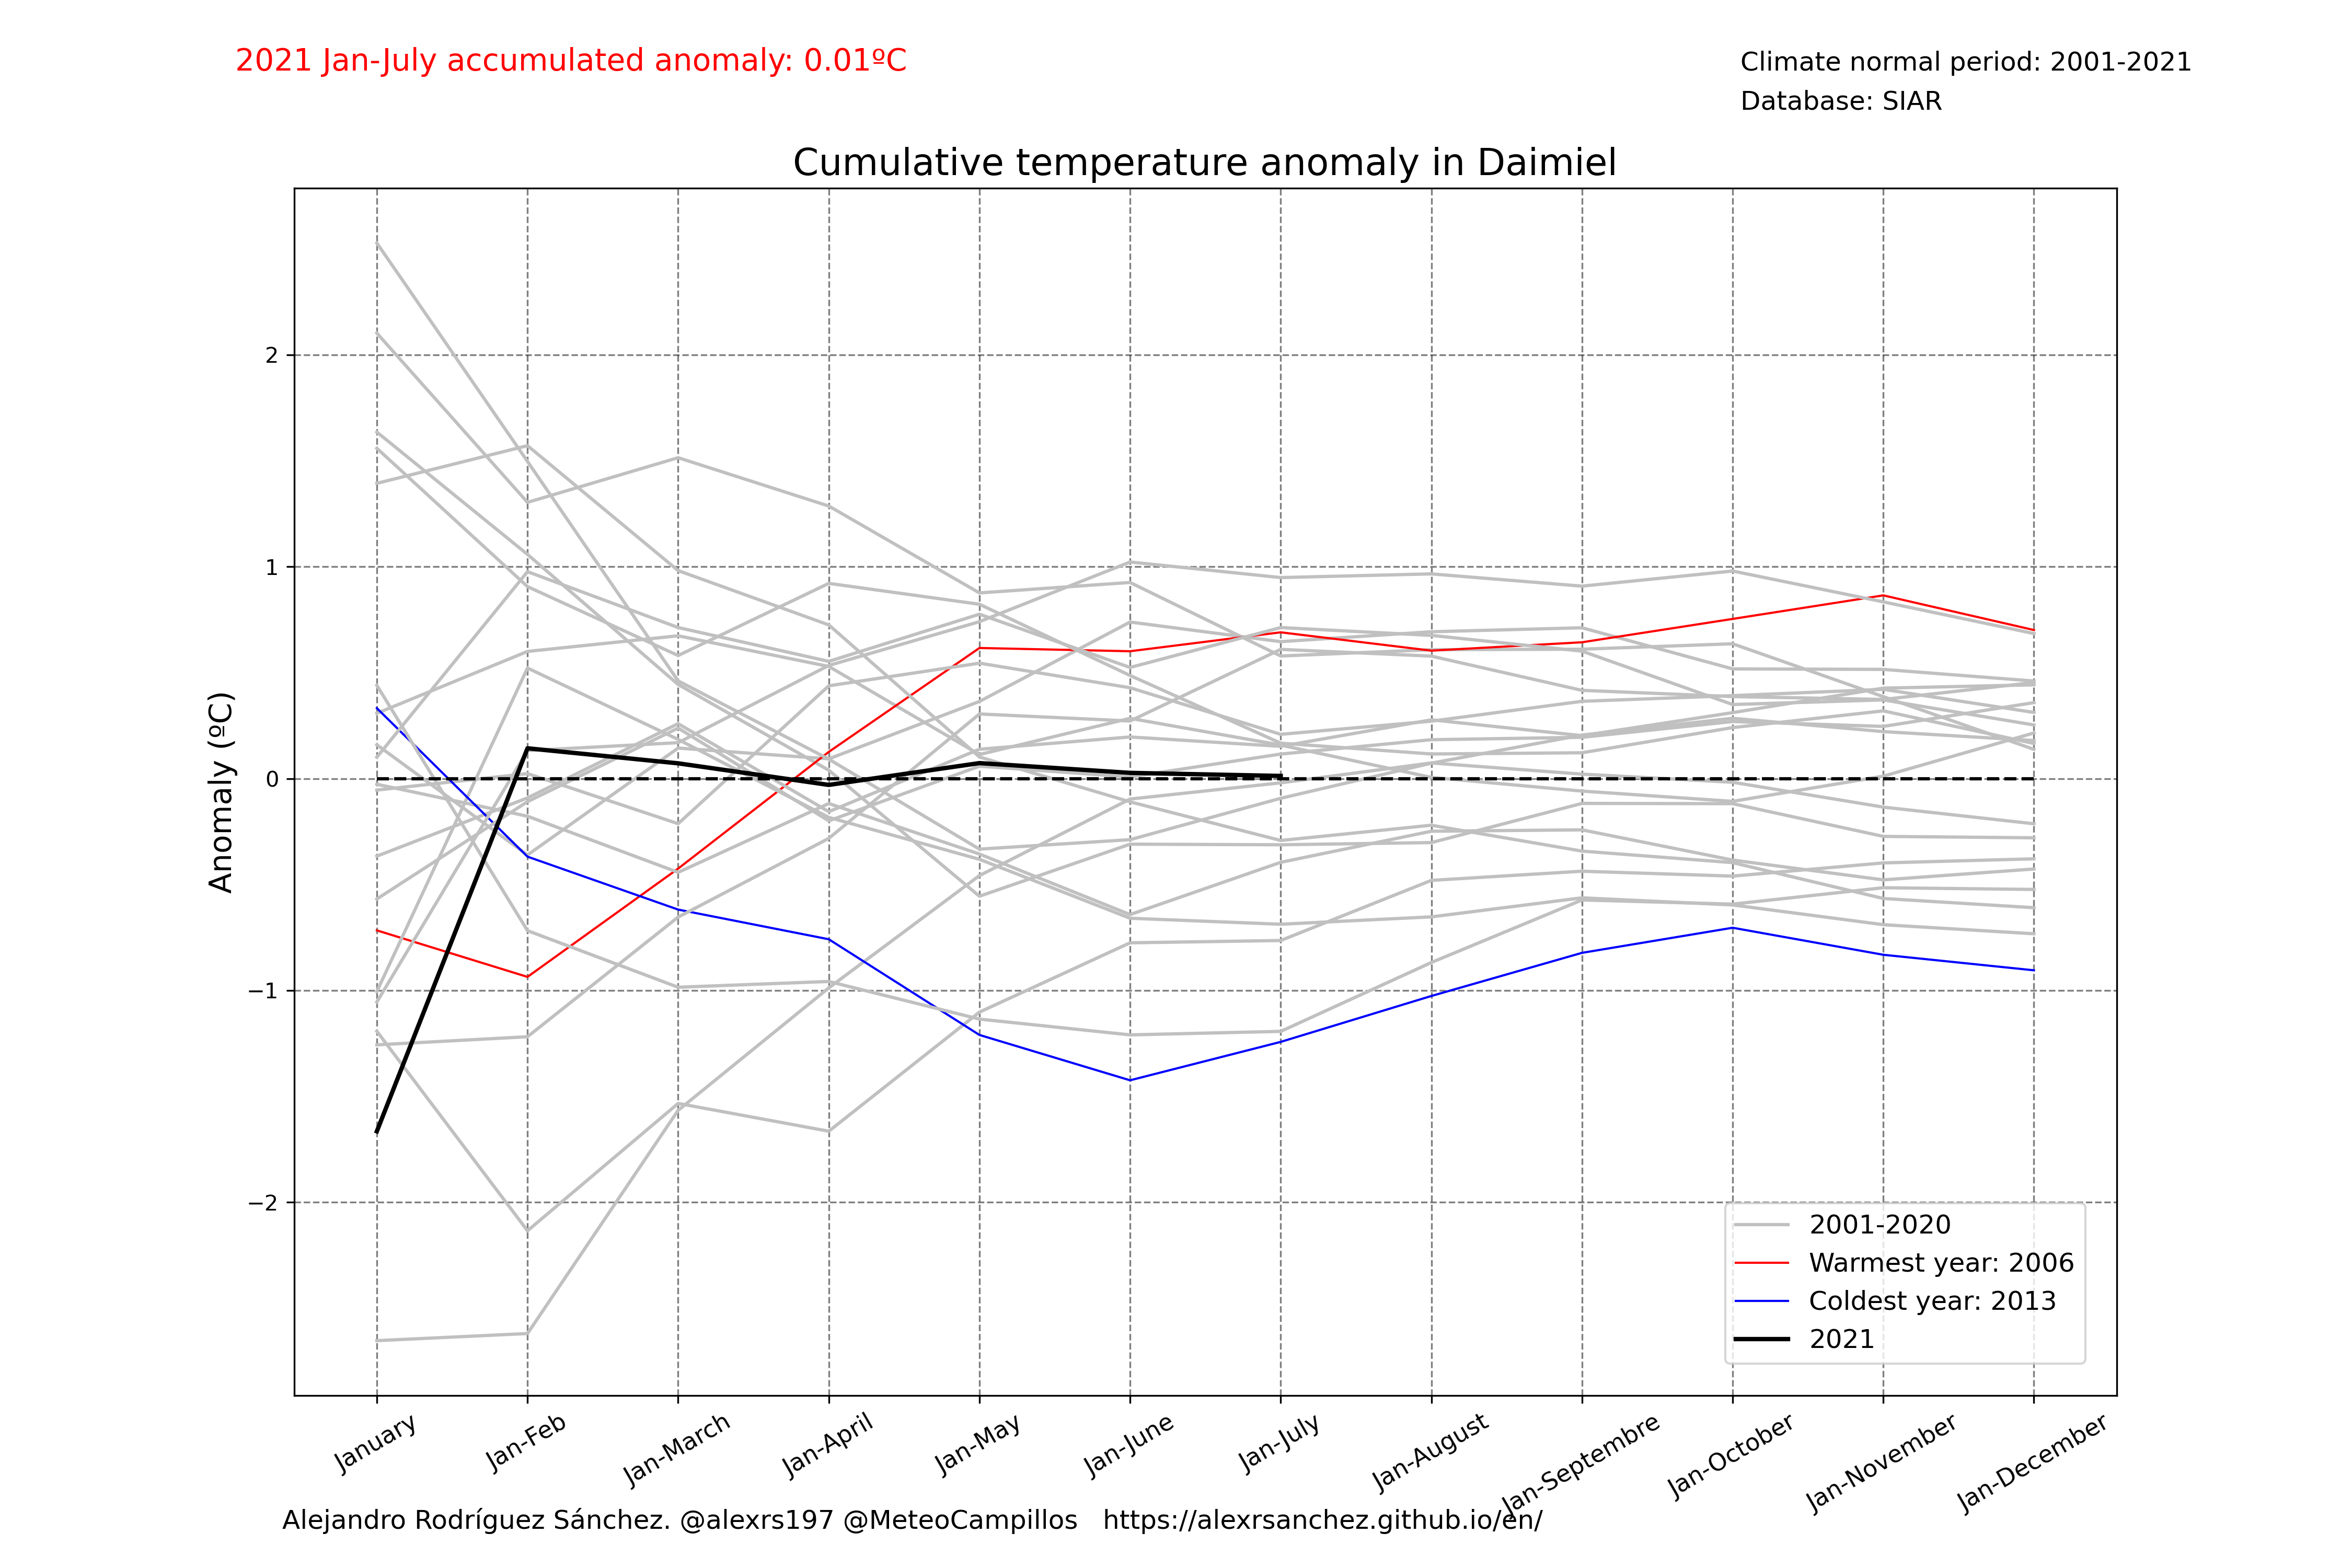 2021 Jan-July accumulated anomaly: 0.01ºC
Climate normal period: 2001-2021
Database: SIAR
Cumulative temperature anomaly in Daimiel
Anomaly (ºC)
2
1
0
−1
−2
2001-2020
Warmest year: 2006
Coldest year: 2013
2021
January
Jan-Feb
Jan-March
Jan-April
Jan-May
Jan-June
Jan-July
Jan-August
Jan-Septembre
Jan-October
Jan-November
Jan-December
Alejandro Rodríguez Sánchez. @alexrs197 @MeteoCampillos https://alexrsanchez.github.io/en/